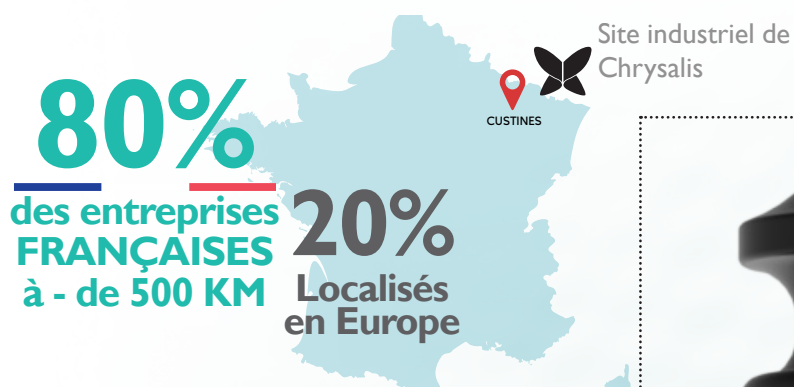 Site industriel de
Chrysalis
CUSTINES
80%
des entreprises
FRANÇAISES
à - de 500 KM
20%
Localisés
en Europe